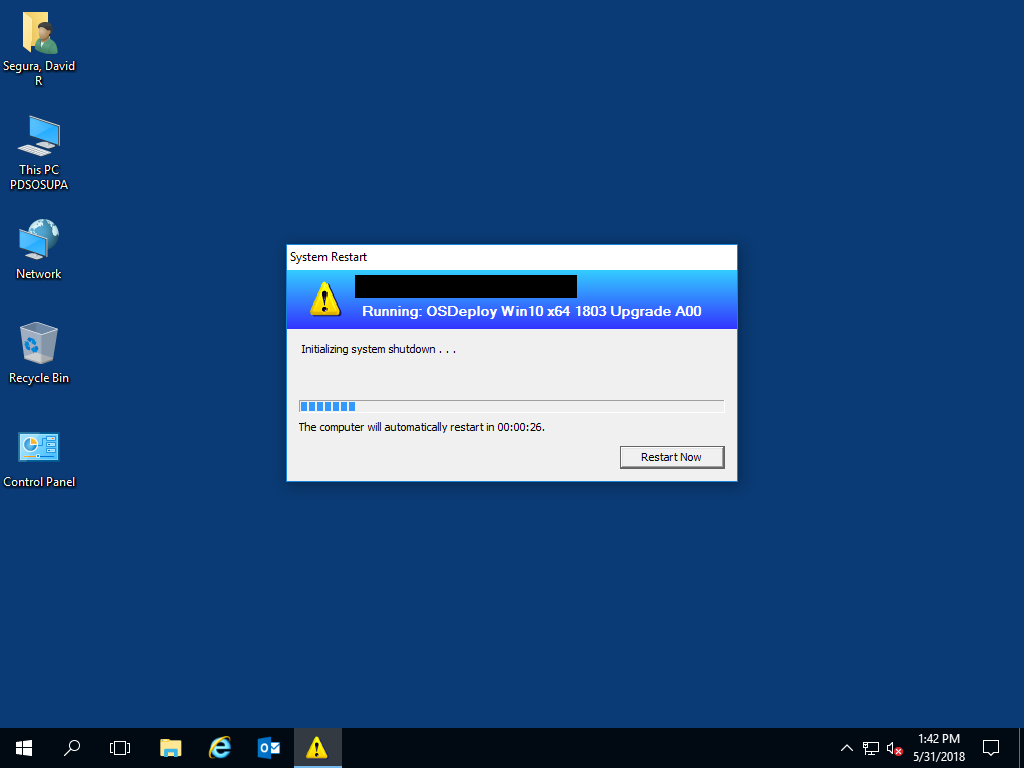 Segura, David
R
This PC
PDSOSUPA
Network
Recycle Bin
Control Panel
System Restart
Running: OSDeploy Win10 x64 1803 Upgrade A00
Initializing system shutdown . . .
The computer will automatically restart in 00:00:26.
Restart Now
1:42 PM
5/31/2018